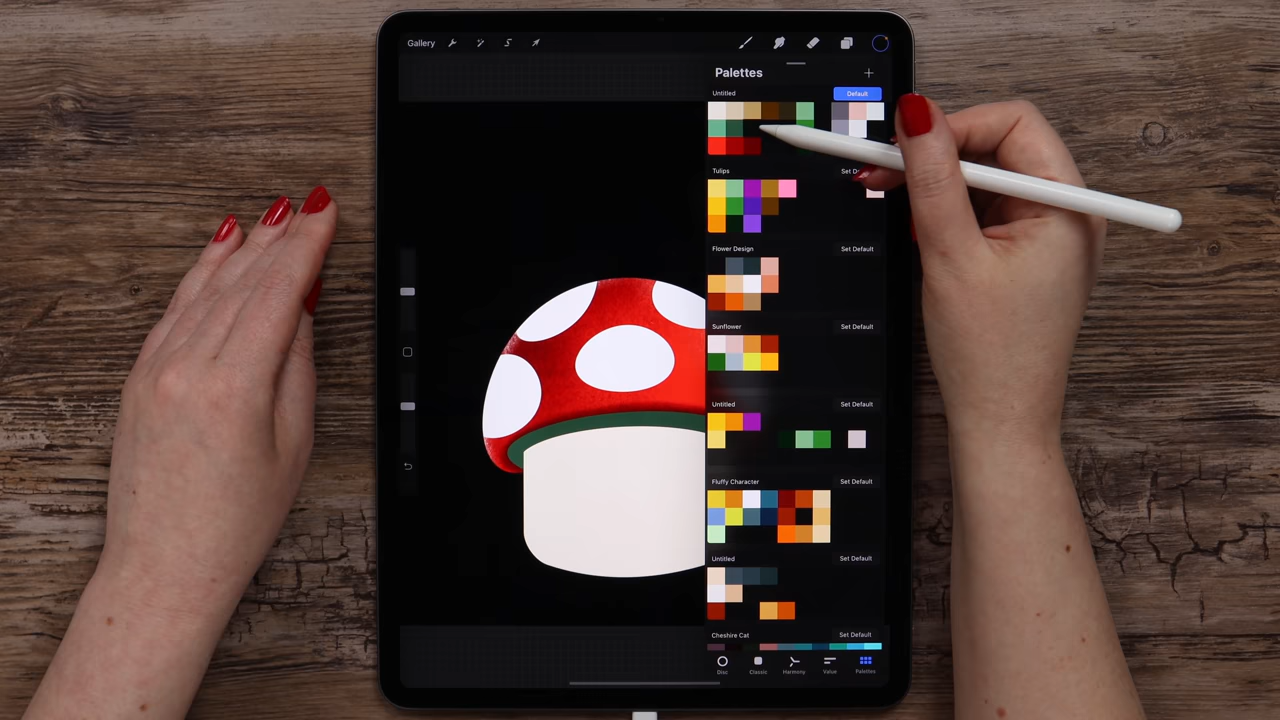 Gallery
Palettes
Untitled Default
Tulips Set D
Flower Design Set Default
Sunflower Set Default
Untitled Set Default
Fluffy Character Set Default
Untitled Set Default
Cheshire Cat Set Default
Disc Classic Harmony Value Palettes